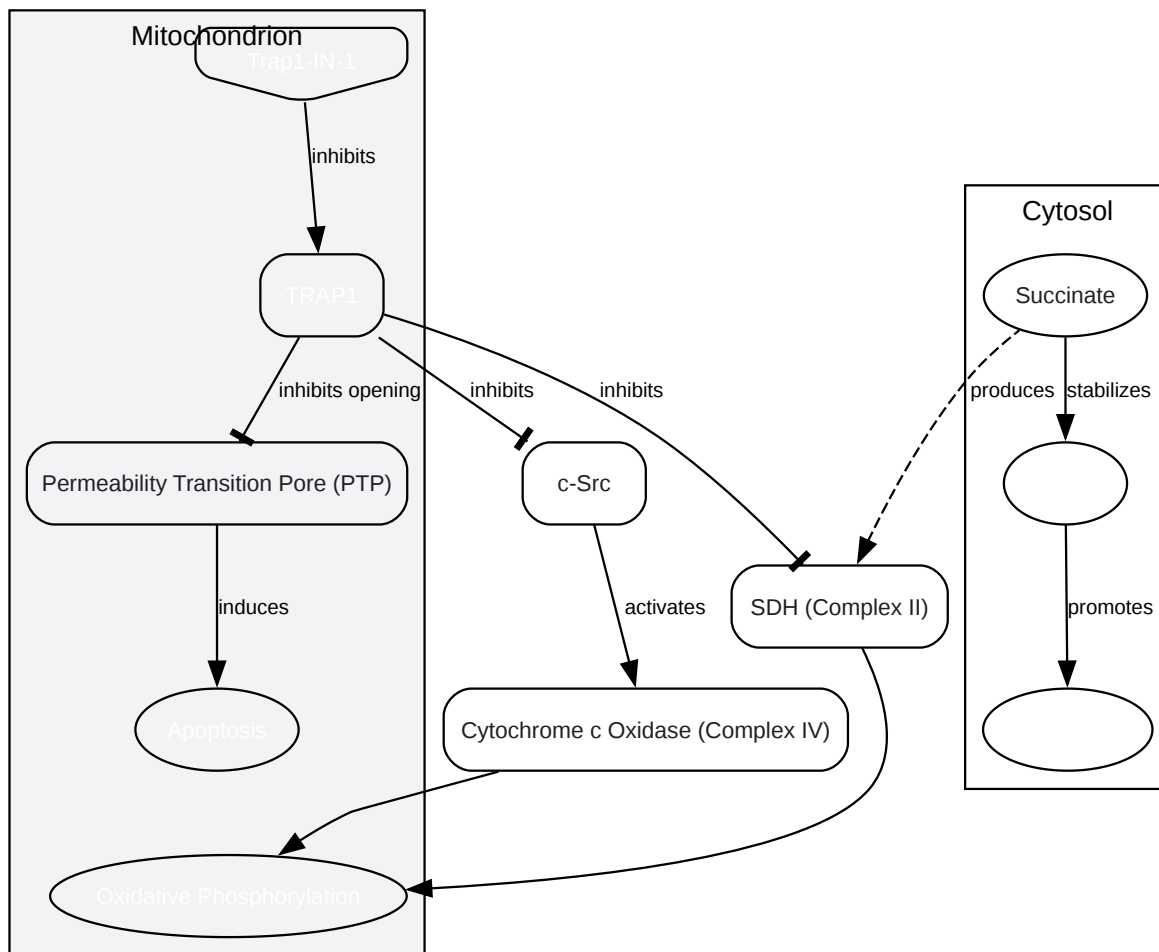 Mitochondrion
Trap1-IN-1
inhibits
Cytosol
TRAP1
Succinate
inhibits opening
inhibits
inhibits
produces
stabilizes
Permeability Transition Pore (PTP)
c-Src
induces
activates
SDH (Complex II)
promotes
Apoptosis
Cytochrome c Oxidase (Complex IV)
Oxidative Phosphorylation